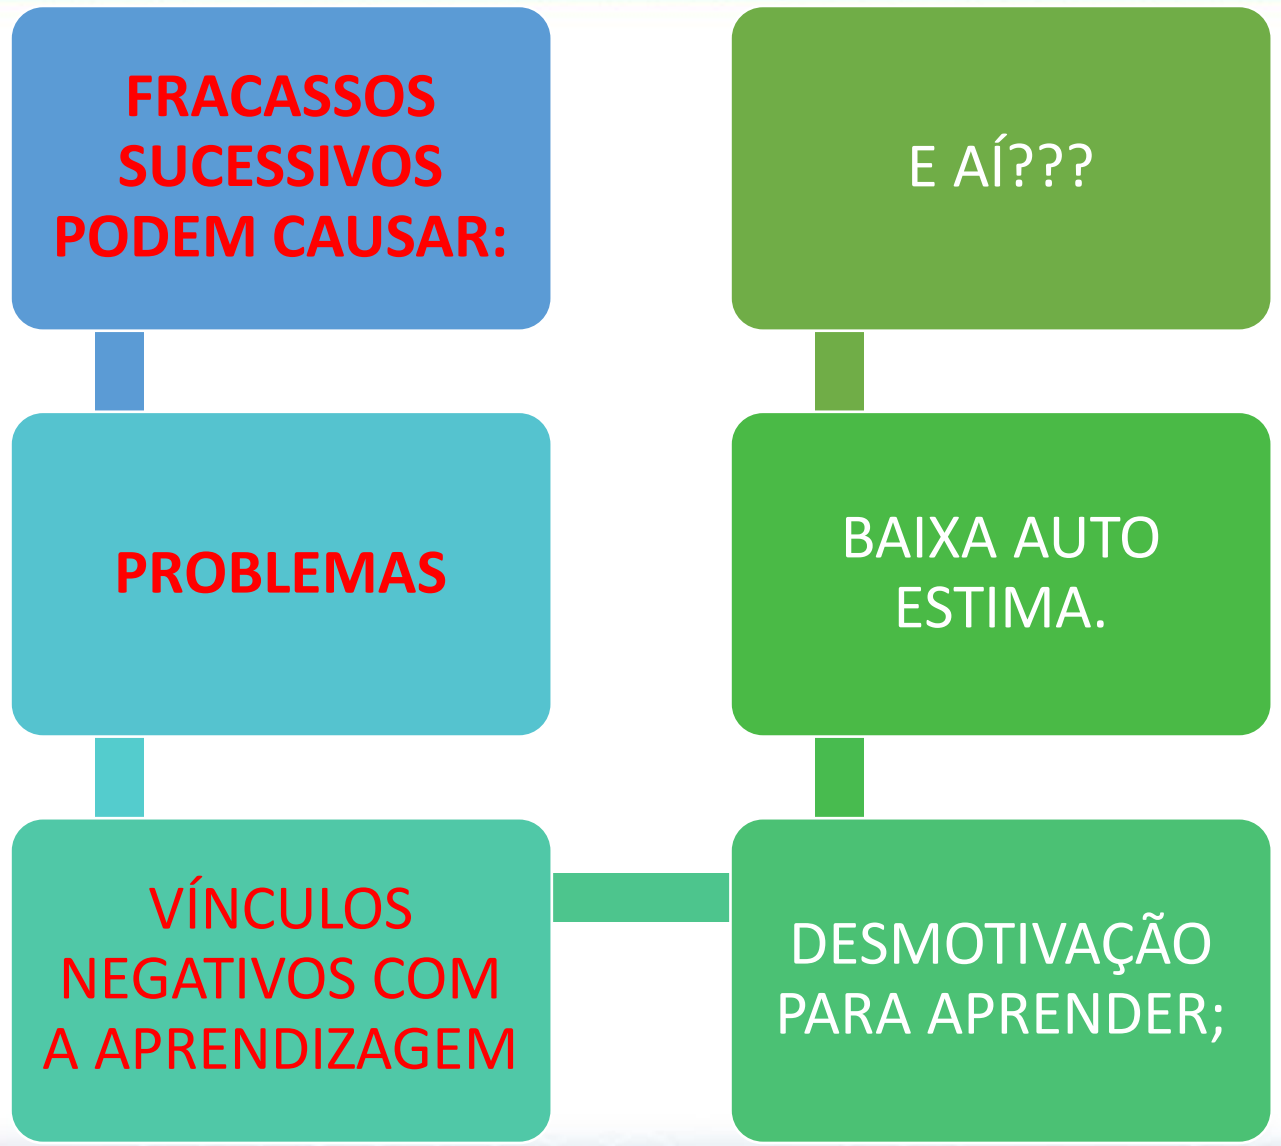 FRACASSOS
SUCESSIVOS
PODEM CAUSAR:
PROBLEMAS
VÍNCULOS
NEGATIVOS COM
A APRENDIZAGEM
DESMOTIVAÇÃO
PARA APRENDER;
BAIXA AUTO
ESTIMA.
E AÍ???